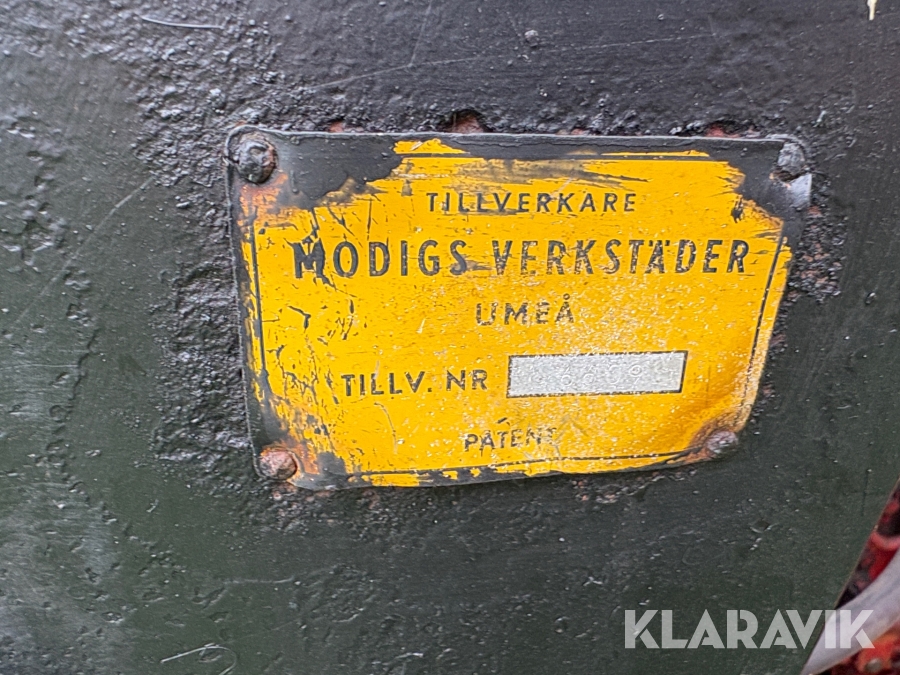 TILLVERKARE
MODIGS VERKSTÄDER
UMEÅ
TILLV. NR
PATENT
KLARAVIK